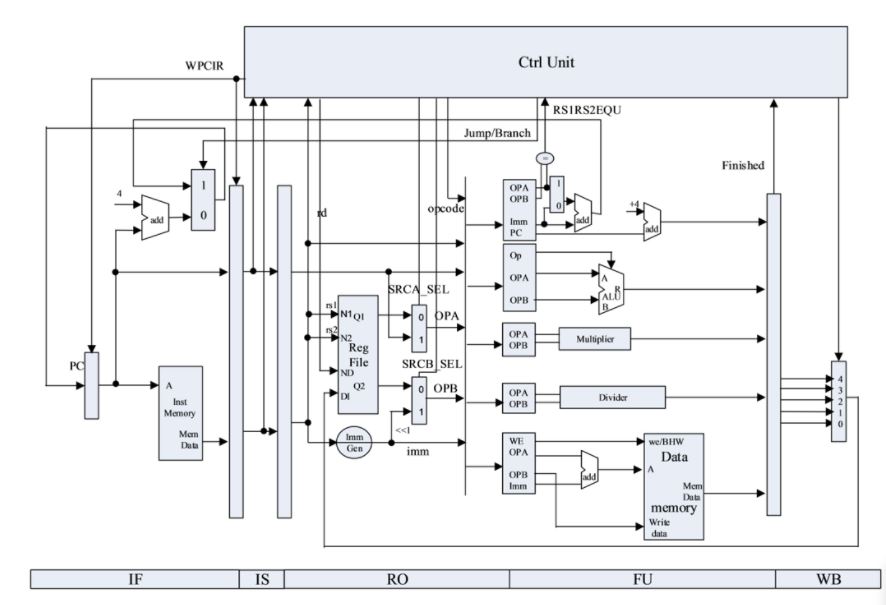 Ctrl Unit
WPCIR
RS1RS2EQU
Jump/Branch
Finished
4
add
1
0
rd
opcode
OPA
OPB
Imm
PC
=
1
0
add
+4
add
Op
OPA
OPB
A
R
ALU
B
SRCA_SEL
rs1
rs2
N1
Q1
N2
Reg
File
ND
Q2
DI
0
1
OPA
SRCB_SEL
0
1
OPB
<<1
Imm
Gen
imm
PC
A
Inst
Memory
Mem
Data
OPA
OPB
Multiplier
OPA
OPB
Divider
WE
OPA
OPB
Imm
add
we/BHW
Data
A
Mem
Data
memory
Write
data
4
3
2
1
0
IF
IS
RO
FU
WB